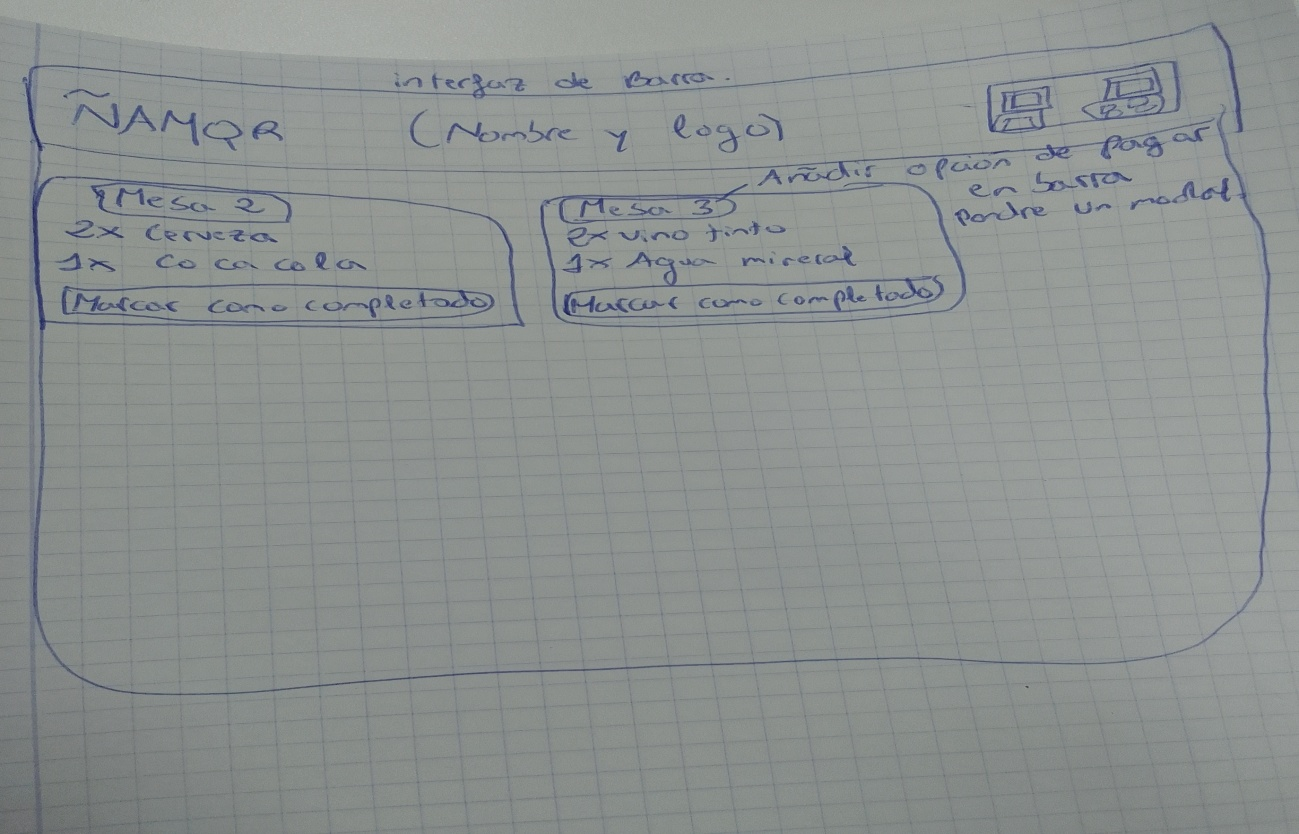 interfaz de Barra.
ÑAMQR (Nombre y logo)
Añadir opción de Pagar
en barra
pondre un modal.
Mesa 2
2x Cerveza
1x Coca cola
Marcar como completado
Mesa 3
2x vino tinto
1x Agua mineral
Marcar como completado